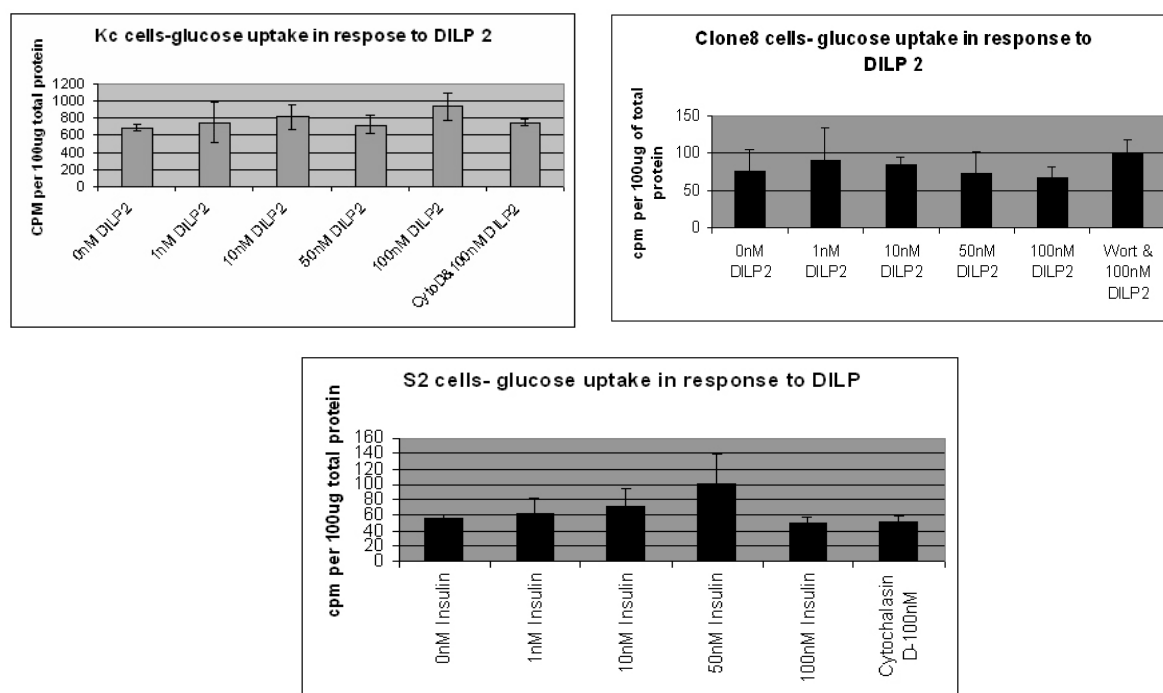 Kc cells-glucose uptake in respose to DILP 2
CPM per 100ug total protein
1200
1000
800
600
400
200
0
0nM DILP2
1nM DILP2
10nM DILP2
50nM DILP2
100nM DILP2
CytoD& 100nM DILP2
Clone8 cells- glucose uptake in response to
DILP 2
cpm per 100ug of total
protein
150
100
50
0
0nM
DILP2
1nM
DILP2
10nM
DILP2
50nM
DILP2
100nM
DILP2
Wort &
100nM
DILP2
S2 cells- glucose uptake in response to DILP
cpm per 100ug total protein
160
140
120
100
80
60
40
20
0
0nM Insulin
1nM Insulin
10nM Insulin
50nM Insulin
100nM Insulin
Cytochalasin
D-100nM